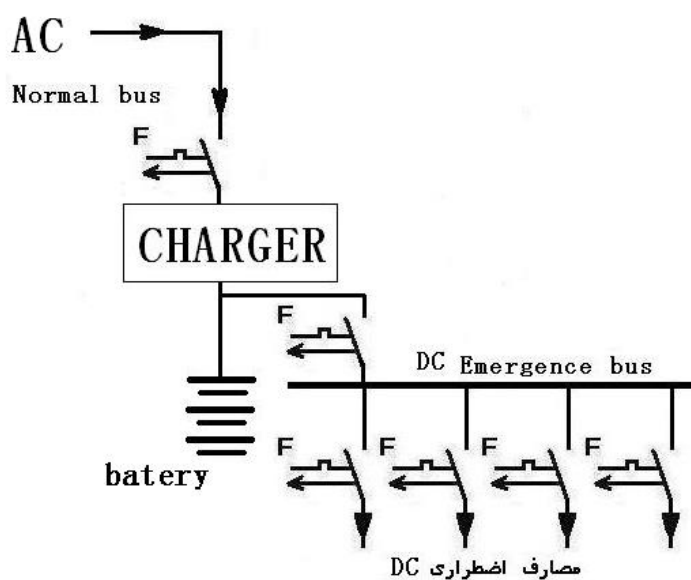 AC
Normal bus
F
CHARGER
F
DC Emergence bus
F F F F
batery
مصارف اضطراری DC